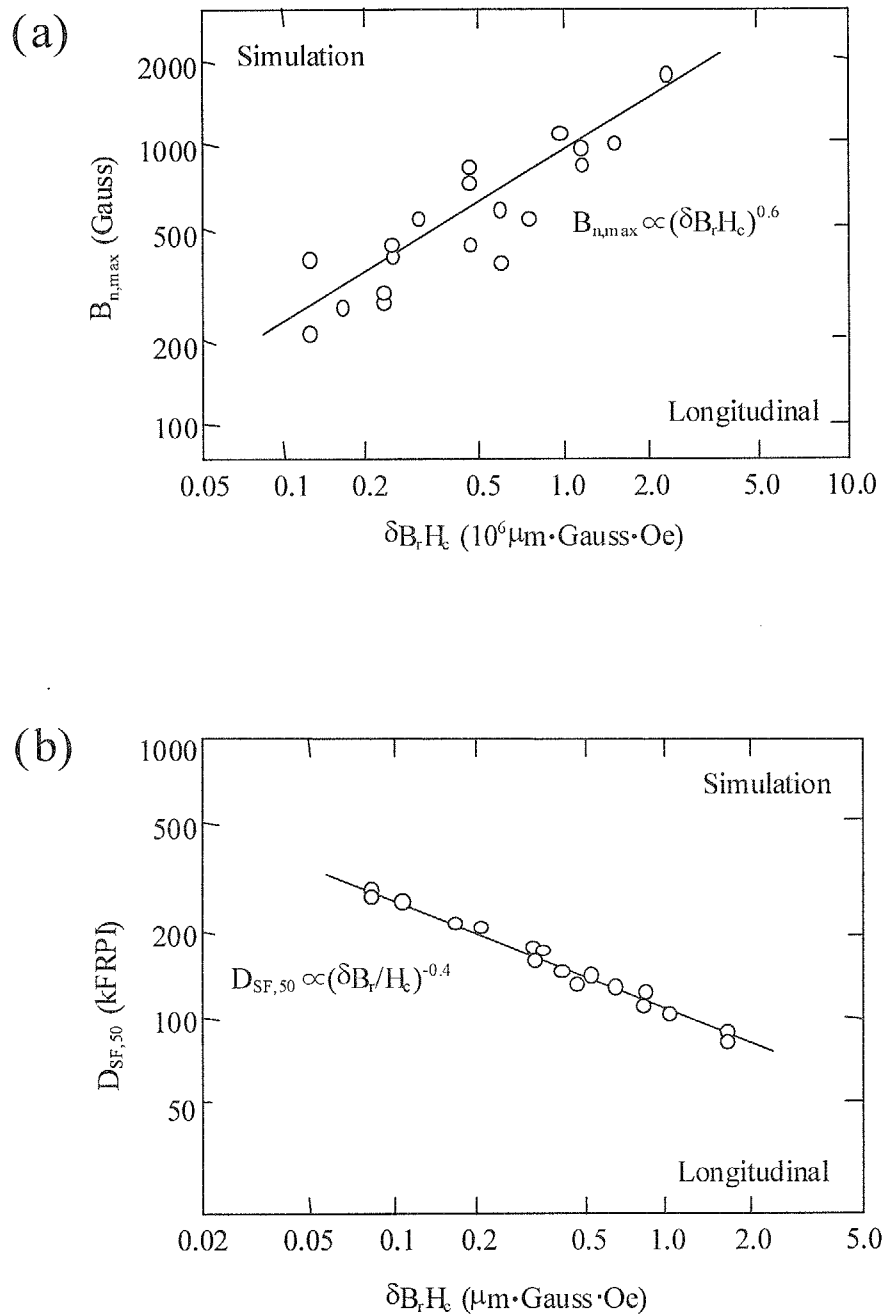 (a)
Simulation
2000
1000
500
200
100
B_{n,max} (Gauss)
B_{n,max}∝(δB_rH_c)^{0.6}
Longitudinal
0.05 0.1 0.2 0.5 1.0 2.0 5.0 10.0
δB_rH_c (10^6μm·Gauss·Oe)
(b)
Simulation
1000
500
200
100
50
D_{SF,50} (kFRPI)
D_{SF,50}∝(δB_r/H_c)^{-0.4}
Longitudinal
0.02 0.05 0.1 0.2 0.5 1.0 2.0 5.0
δB_rH_c (μm·Gauss·Oe)